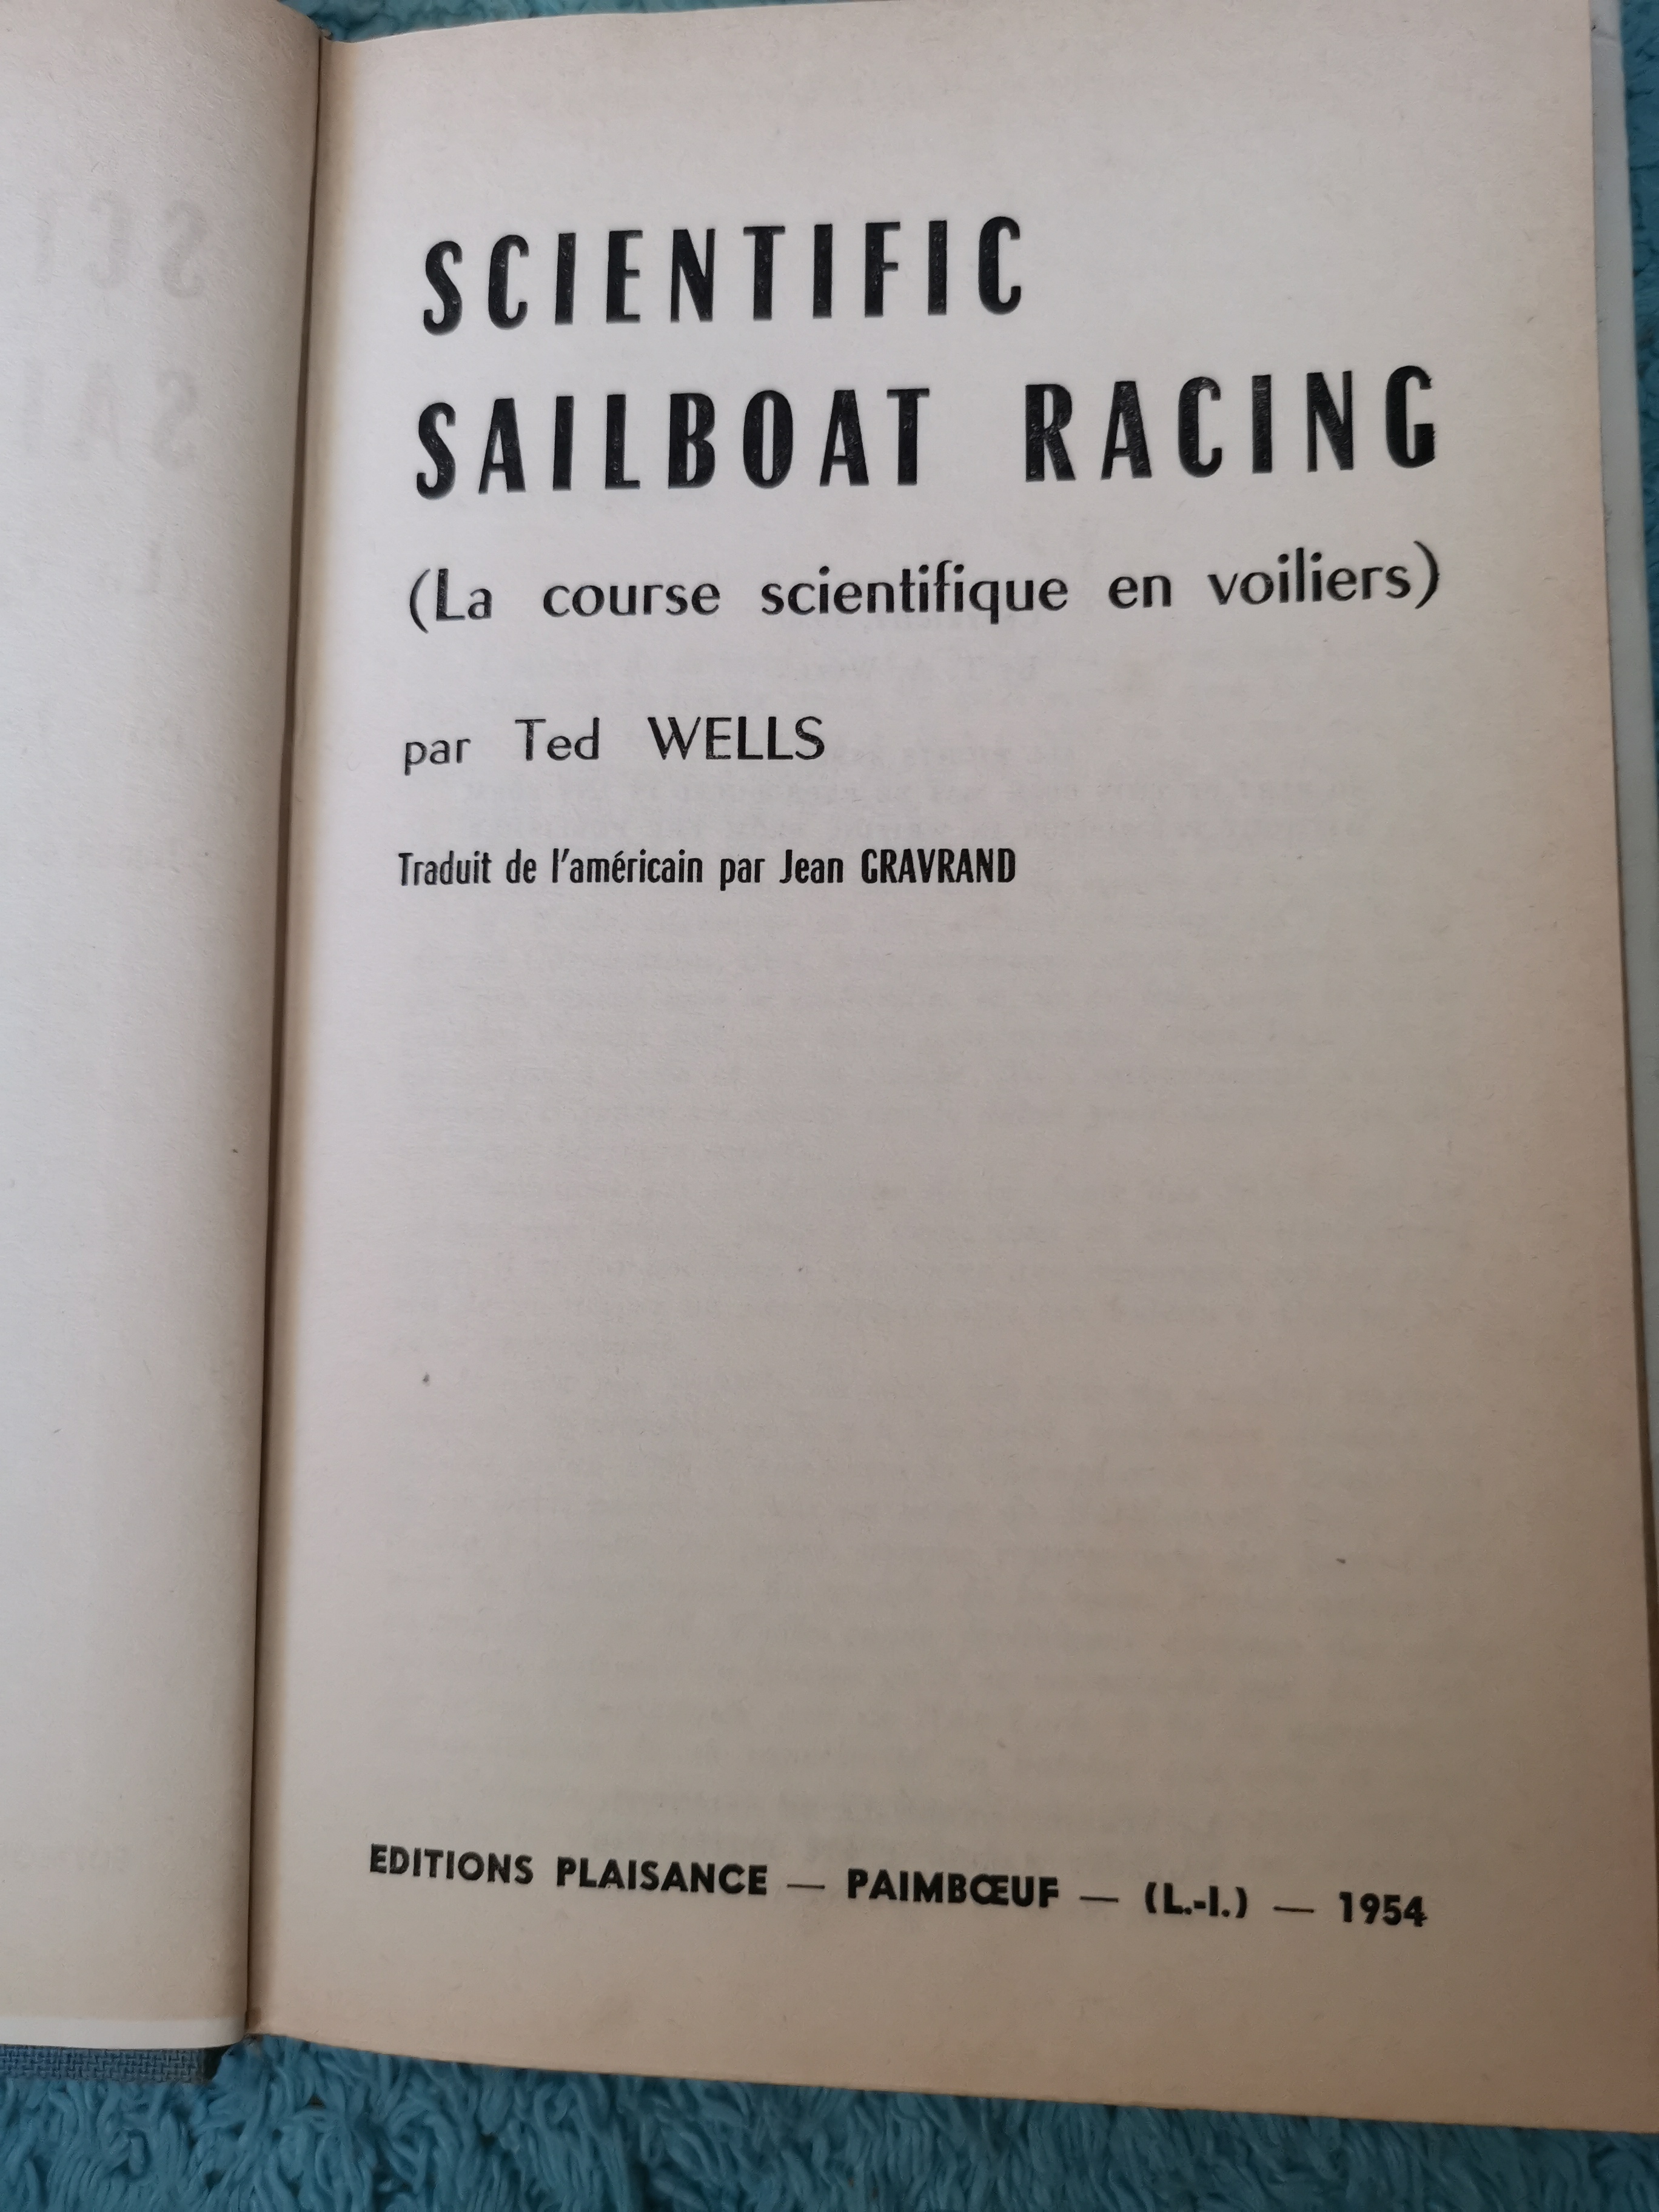 SCIENTIFIC
SAILBOAT RACING
(La course scientifique en voiliers)
par Ted WELLS
Traduit de l'américain par Jean GRAVRAND
EDITIONS PLAISANCE — PAIMBŒUF — (L.-I.) — 1954